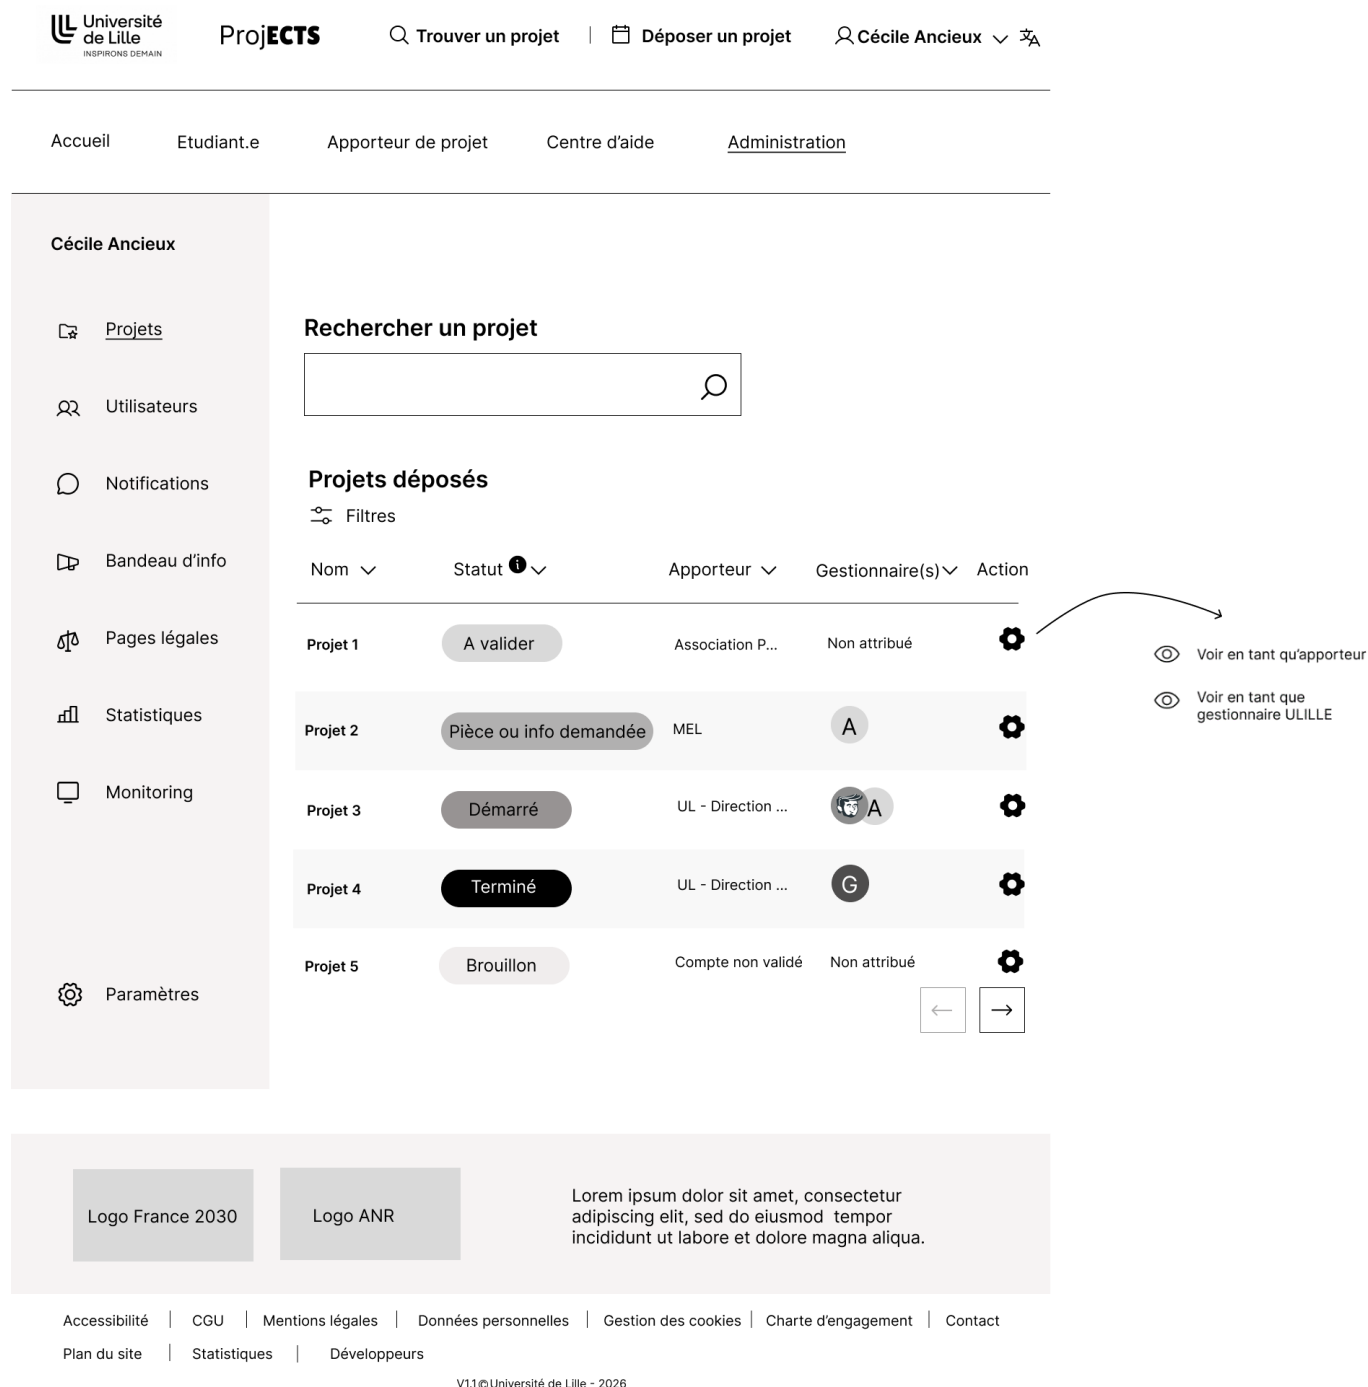 Université
de Lille
INSPIRONS DEMAIN
ProjECTS
Trouver un projet
Déposer un projet
Cécile Ancieux
Accueil
Etudiant.e
Apporteur de projet
Centre d'aide
Administration
Cécile Ancieux
Projets
Utilisateurs
Notifications
Bandeau d'info
Pages légales
Statistiques
Monitoring
Paramètres
Rechercher un projet
Projets déposés
Filtres
Nom Statut Apporteur Gestionnaire(s) Action
Projet 1 A valider Association P... Non attribué
Projet 2 Pièce ou info demandée MEL A
Projet 3 Démarré UL - Direction ... A
Projet 4 Terminé UL - Direction ... G
Projet 5 Brouillon Compte non validé Non attribué
Voir en tant qu'apporteur
Voir en tant que
gestionnaire ULILLE
Logo France 2030
Logo ANR
Lorem ipsum dolor sit amet, consectetur
adipiscing elit, sed do eiusmod tempor
incididunt ut labore et dolore magna aliqua.
Accessibilité | CGU | Mentions légales | Données personnelles | Gestion des cookies | Charte d'engagement | Contact
Plan du site | Statistiques | Développeurs
V1.1 © Université de Lille - 2026